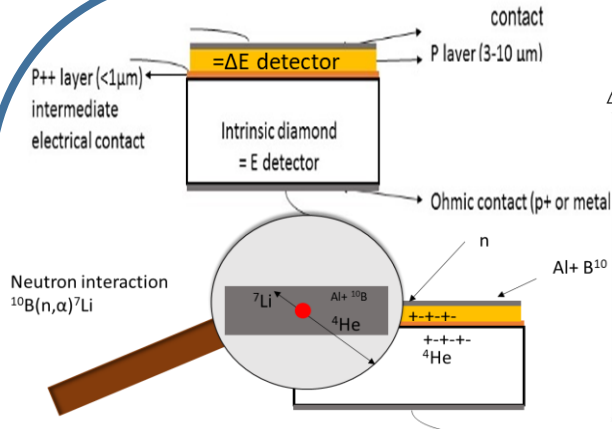 contact
=ΔE detector
P laver (3-10 um)
P++ layer (<1μm)
intermediate
electrical contact
Intrinsic diamond
= E detector
Ohmic contact (p+ or metal
n
Al+ B¹⁰
Neutron interaction
¹⁰B(n,α)⁷Li
⁷Li
Al+ ¹⁰B
⁴He
+-+-+-
+-+-+-
⁴He